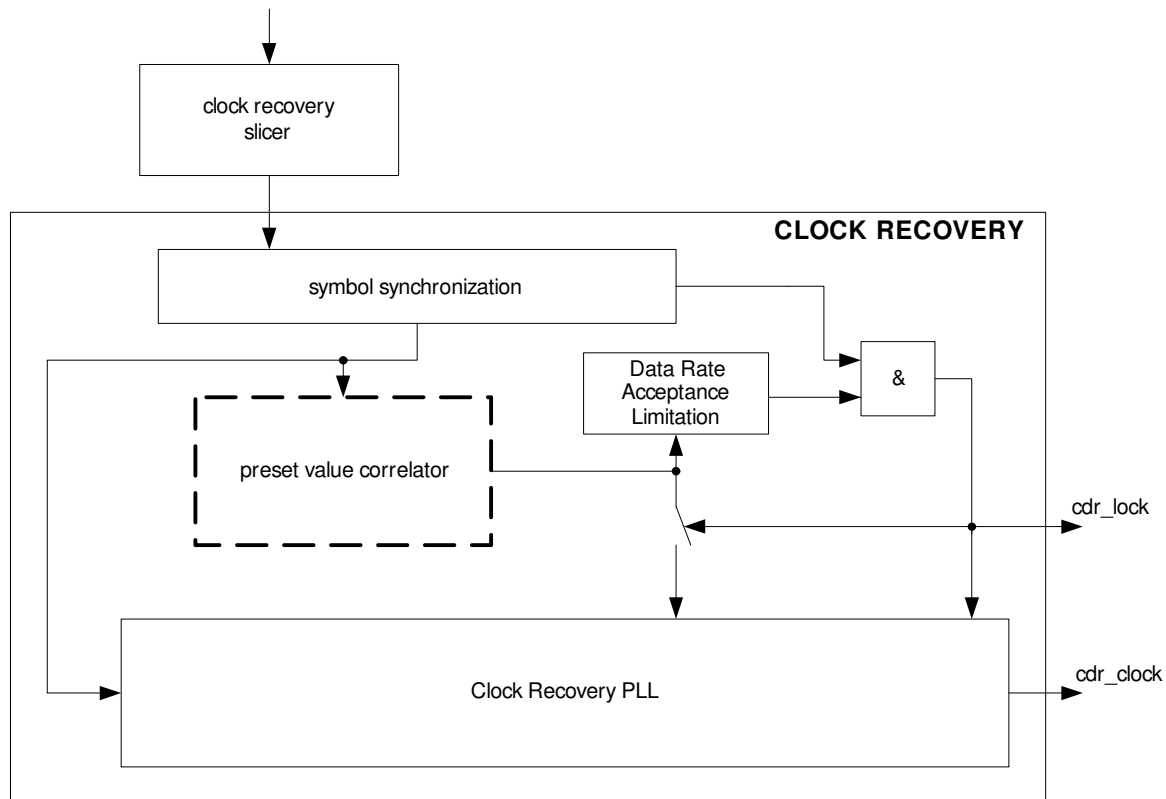 clock recovery
slicer
CLOCK RECOVERY
symbol synchronization
Data Rate
Acceptance
Limitation
&
preset value correlator
cdr_lock
Clock Recovery PLL
cdr_clock